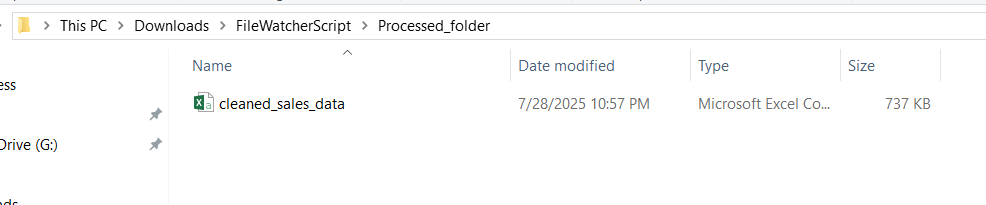 This PC > Downloads > FileWatcherScript > Processed_folder
Name Date modified Type Size
ess
cleaned_sales_data 7/28/2025 10:57 PM Microsoft Excel Co... 737 KB
Drive (G:)